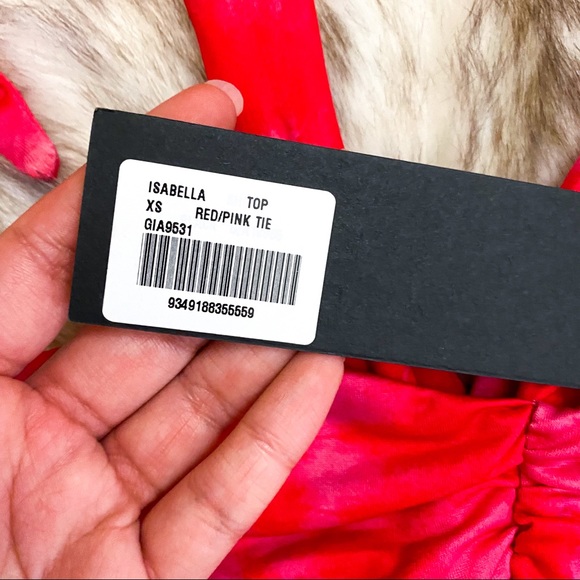 ISABELLA TOP
XS RED/PINK TIE
GIA9531
9349188355559